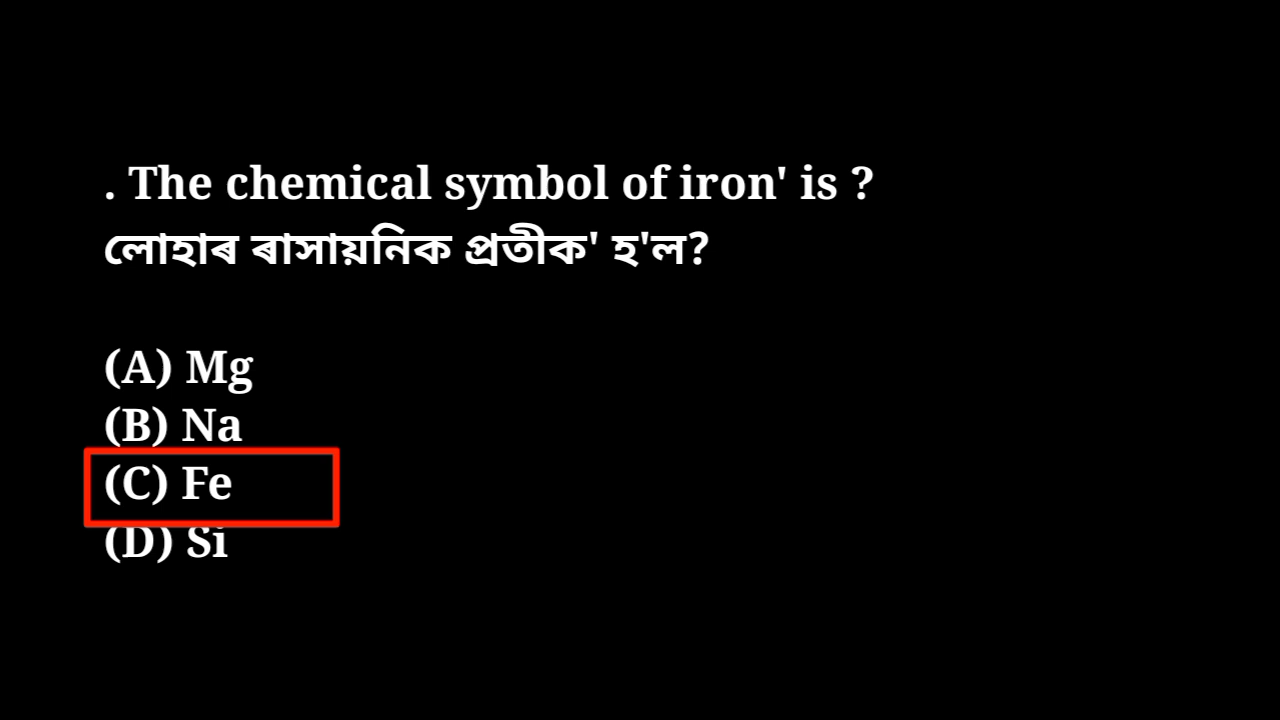 . The chemical symbol of iron' is ?
লোহাৰ ৰাসায়নিক প্ৰতীক' হ'ল?
(A) Mg
(B) Na
(C) Fe
(D) Si